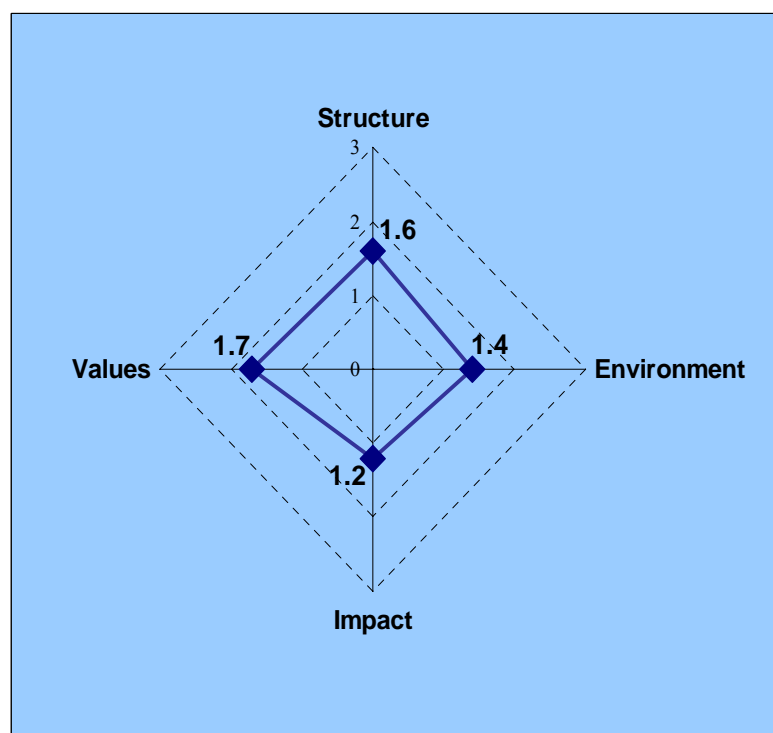 Structure
3
2
1.6
1
1.7
1.4
Values
0
Environment
1.2
Impact